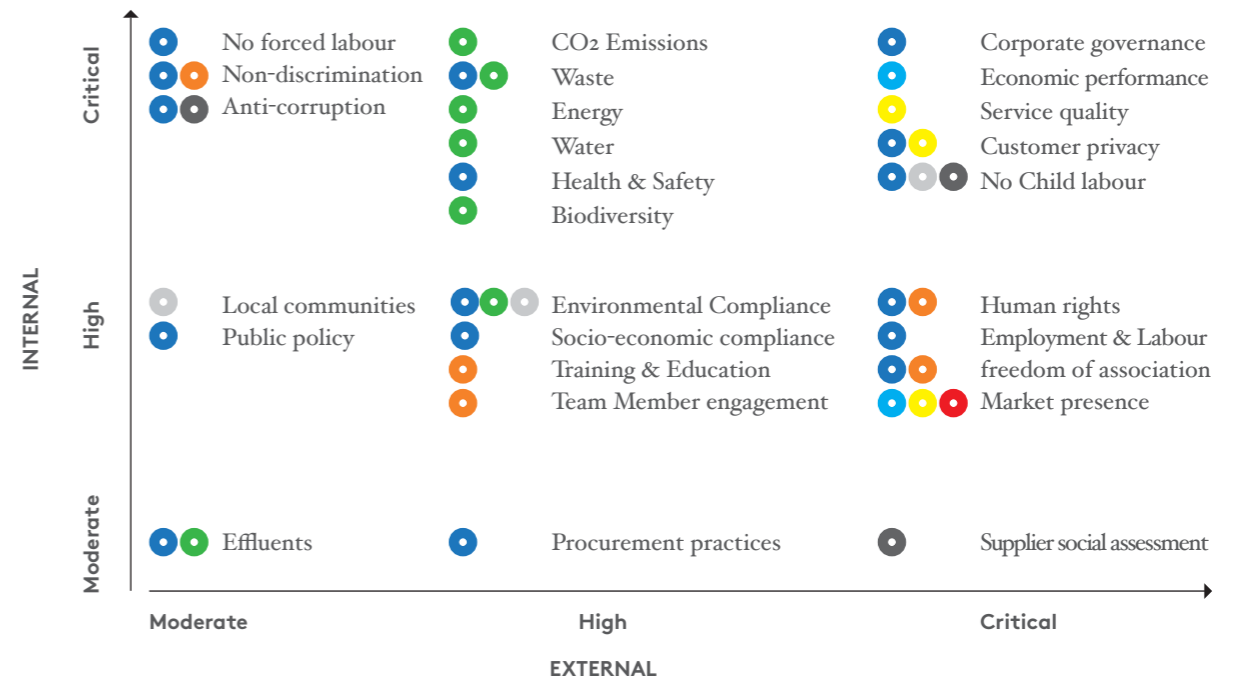 INTERNAL
Critical
No forced labour
Non-discrimination
Anti-corruption
CO2 Emissions
Waste
Energy
Water
Health & Safety
Biodiversity
Corporate governance
Economic performance
Service quality
Customer privacy
No Child labour
High
Local communities
Public policy
Environmental Compliance
Socio-economic compliance
Training & Education
Team Member engagement
Human rights
Employment & Labour
freedom of association
Market presence
Moderate
Effluents
Procurement practices
Supplier social assessment
Moderate
High
Critical
EXTERNAL